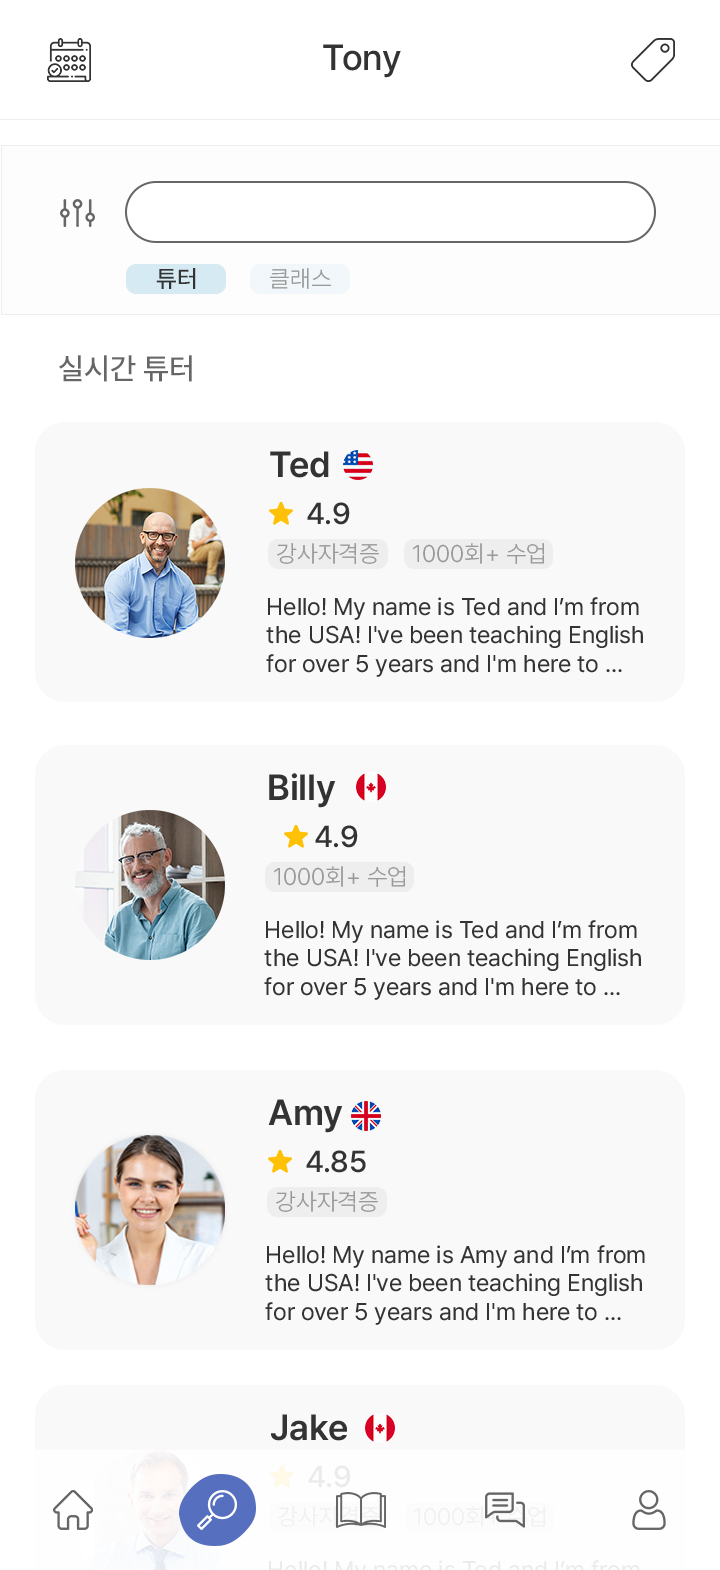 Tony
튜터
클래스
실시간 튜터
Ted
4.9
강사자격증
1000회+ 수업
Hello! My name is Ted and I’m from
the USA! I've been teaching English
for over 5 years and I'm here to ...
Billy
4.9
1000회+ 수업
Hello! My name is Ted and I’m from
the USA! I've been teaching English
for over 5 years and I'm here to ...
Amy
4.85
강사자격증
Hello! My name is Amy and I’m from
the USA! I've been teaching English
for over 5 years and I'm here to ...
Jake
4.9
강사자격증
1000회+ 수업
Hello! My name is Ted and I’m from